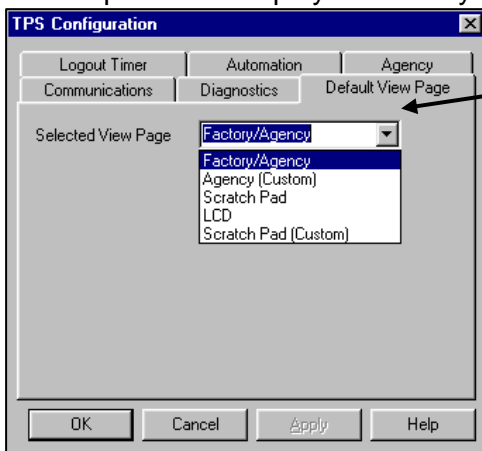 TPS Configuration
Logout Timer Automation Agency
Communications Diagnostics Default View Page
Selected View Page Factory/Agency
Factory/Agency
Agency (Custom)
Scratch Pad
LCD
Scratch Pad (Custom)
OK Cancel Apply Help